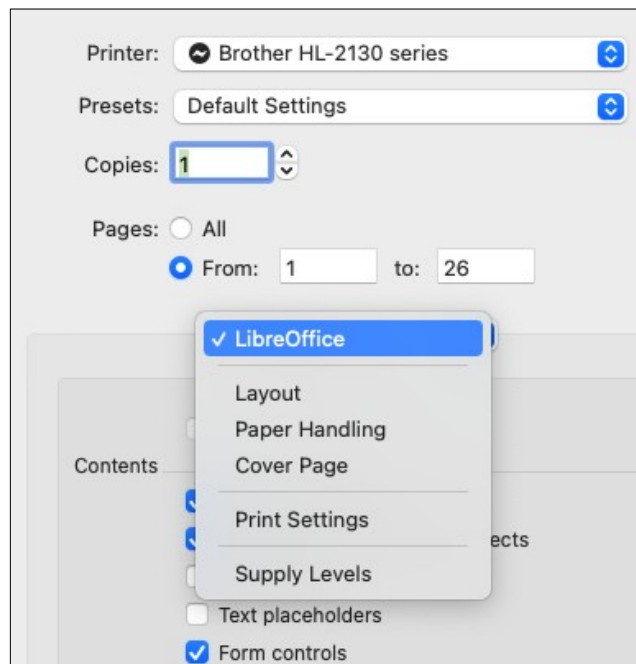 Printer: Brother HL-2130 series
Presets: Default Settings
Copies: 1
Pages: All
From: 1 to: 26
LibreOffice
Layout
Paper Handling
Cover Page
Contents
Print Settings
Supply Levels
Text placeholders
Form controls